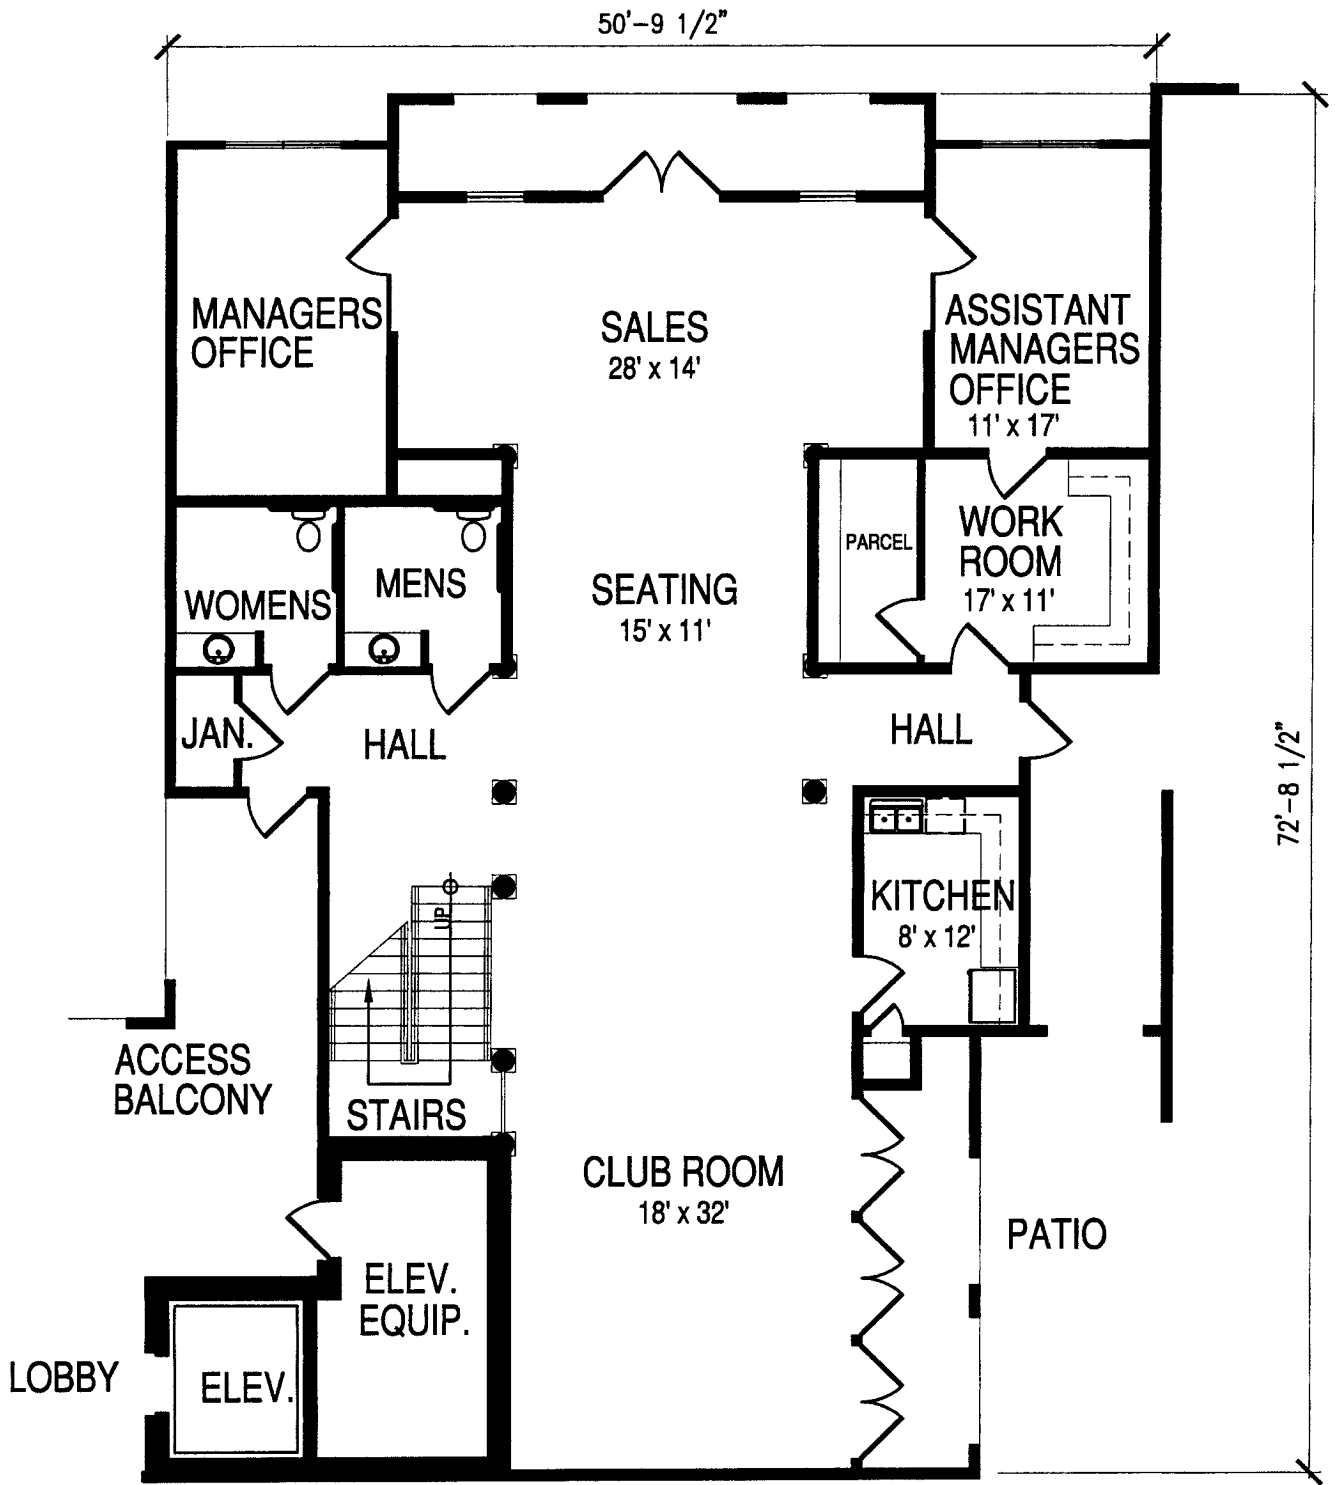 50'-9 1/2"
MANAGERS
OFFICE
SALES
28' x 14'
ASSISTANT
MANAGERS
OFFICE
11' x 17'
WOMENS
MENS
SEATING
15' x 11'
PARCEL
WORK
ROOM
17' x 11'
JAN.
HALL
HALL
72'-8 1/2"
KITCHEN
8' x 12'
UP
ACCESS
BALCONY
STAIRS
CLUB ROOM
18' x 32'
PATIO
ELEV.
EQUIP.
LOBBY
ELEV.